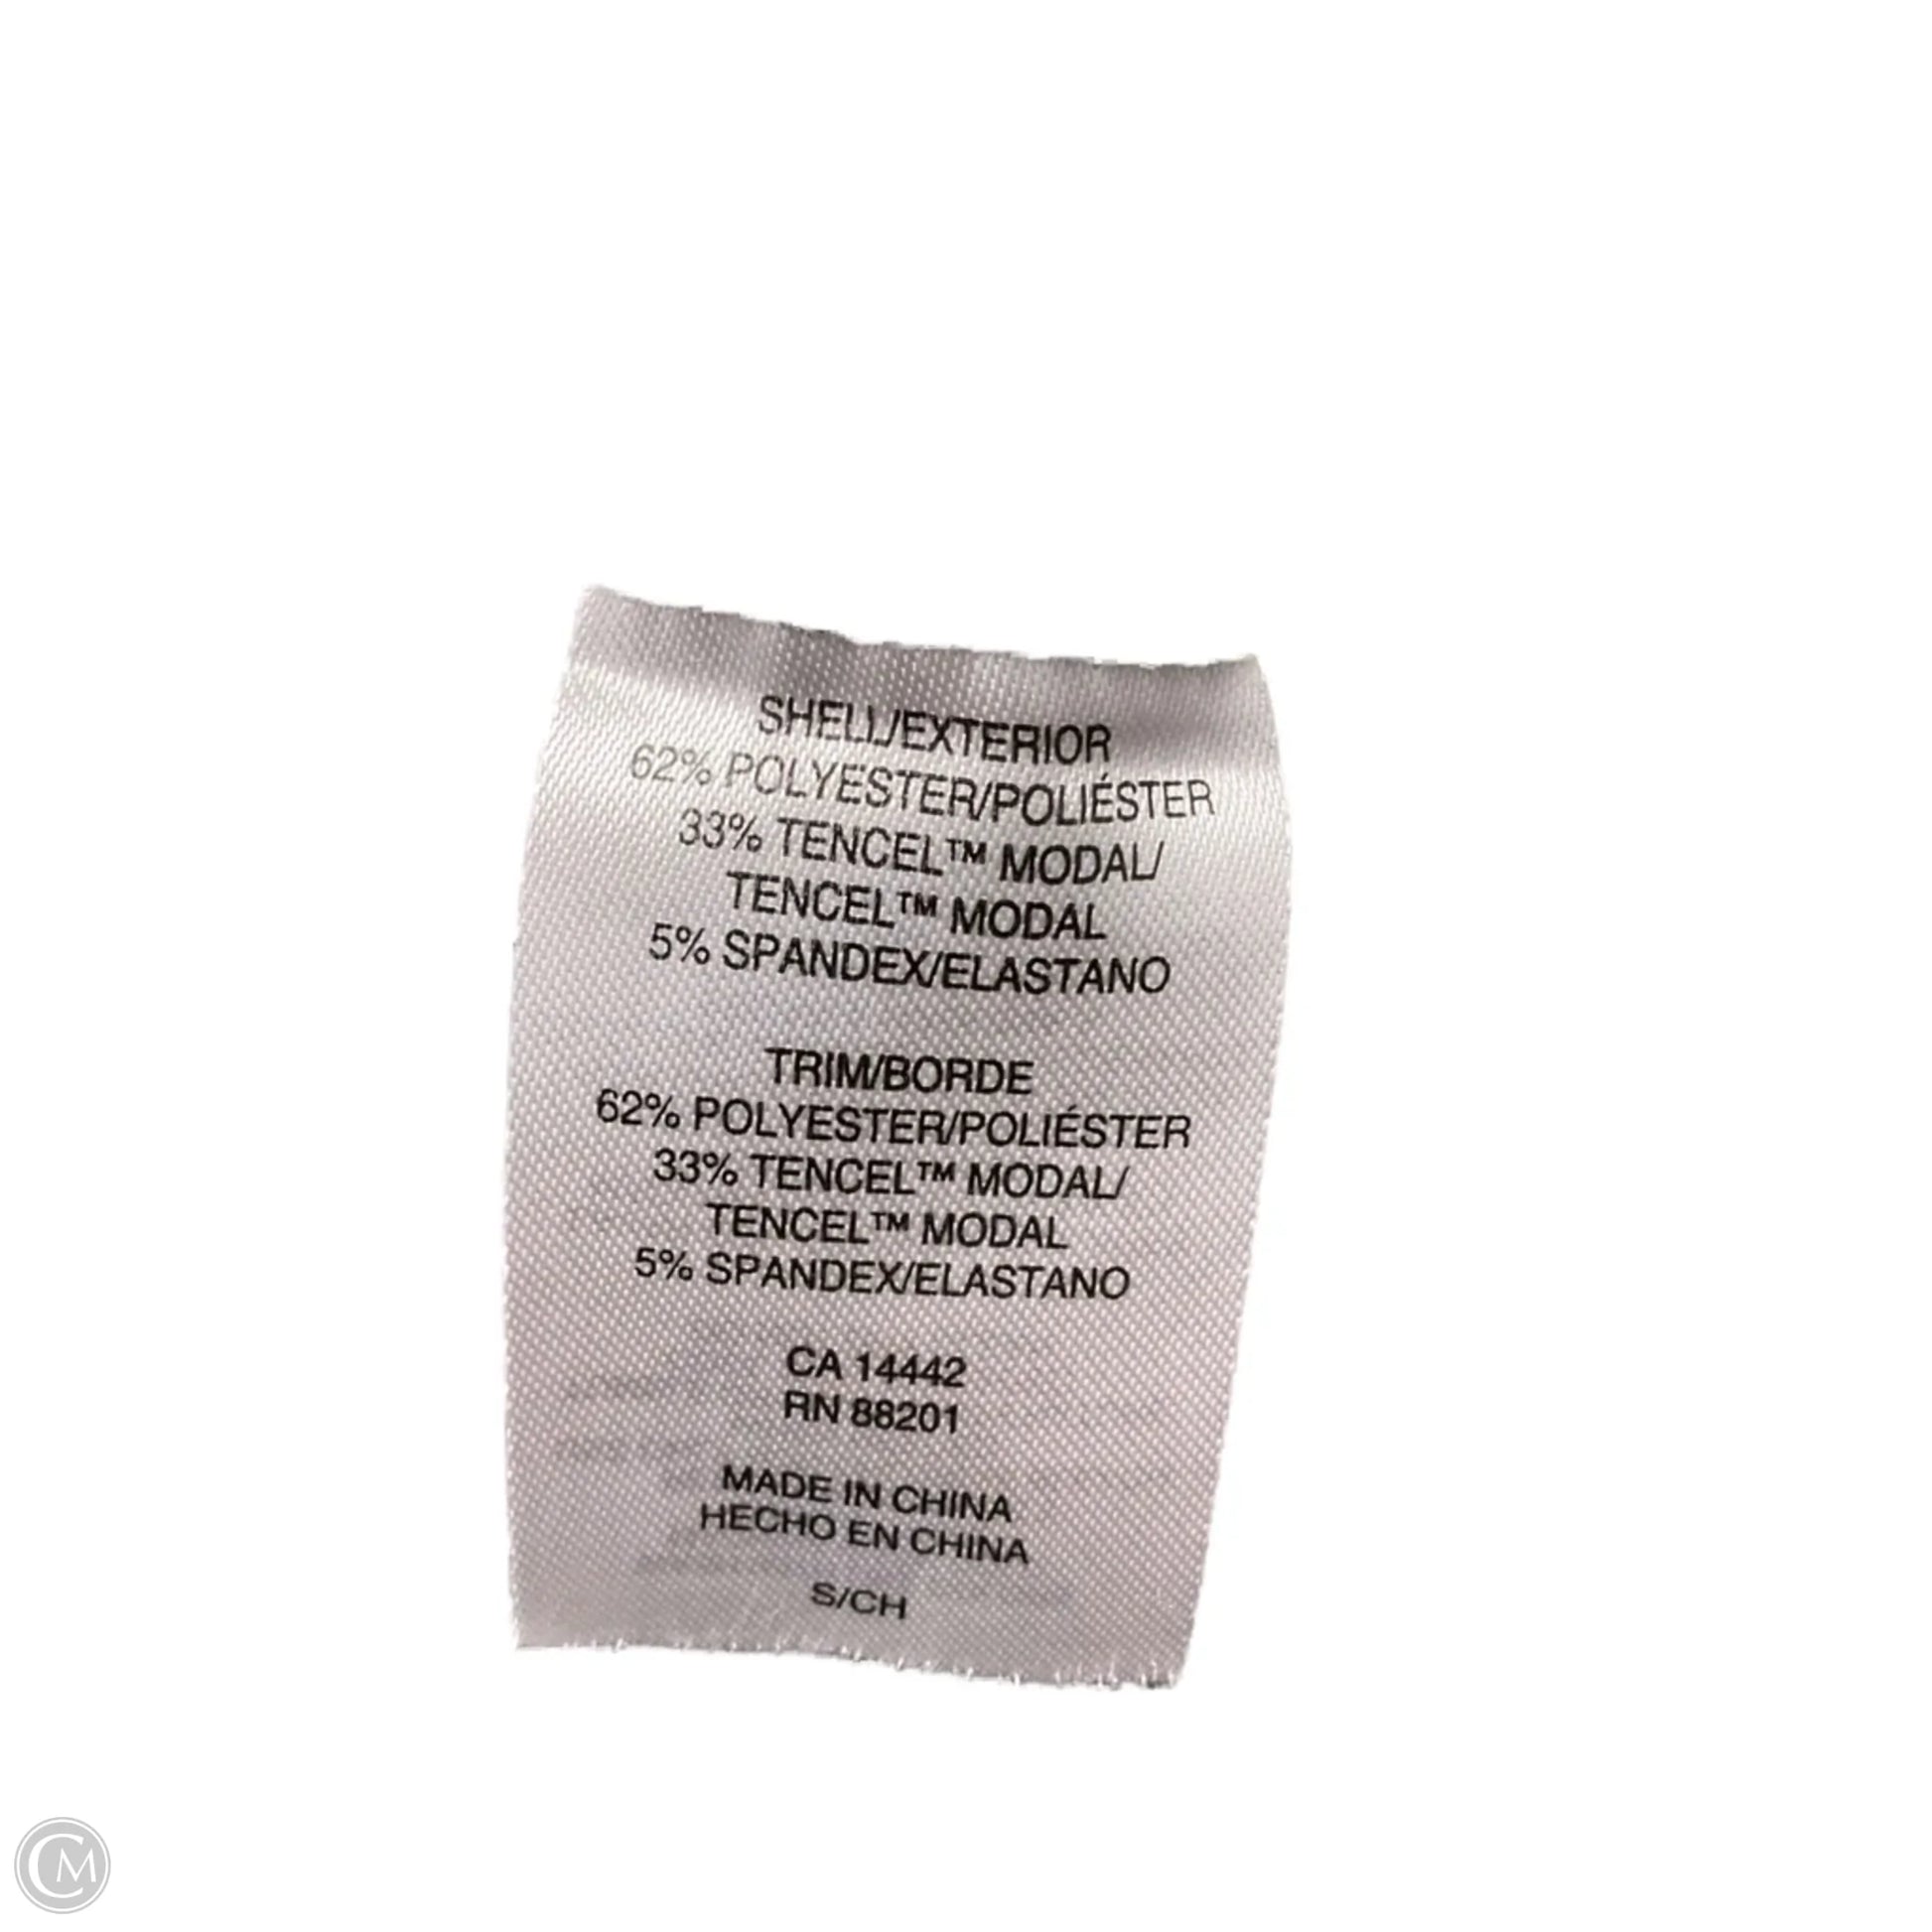 SHELL/EXTERIOR
62% POLYESTER/POLIÉSTER
33% TENCEL™ MODAL/
TENCEL™ MODAL
5% SPANDEX/ELASTANO
TRIM/BORDE
62% POLYESTER/POLIÉSTER
33% TENCEL™ MODAL/
TENCEL™ MODAL
5% SPANDEX/ELASTANO
CA 14442
RN 88201
MADE IN CHINA
HECHO EN CHINA
S/CH
CM